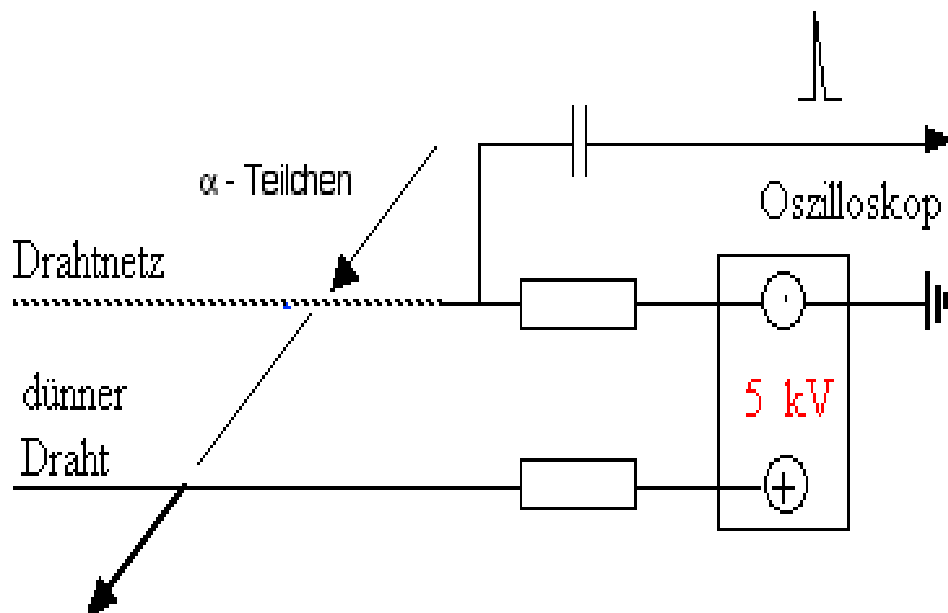 α - Teilchen
Oszilloskop
Drahtnetz
dünner
Draht
5 kV
+